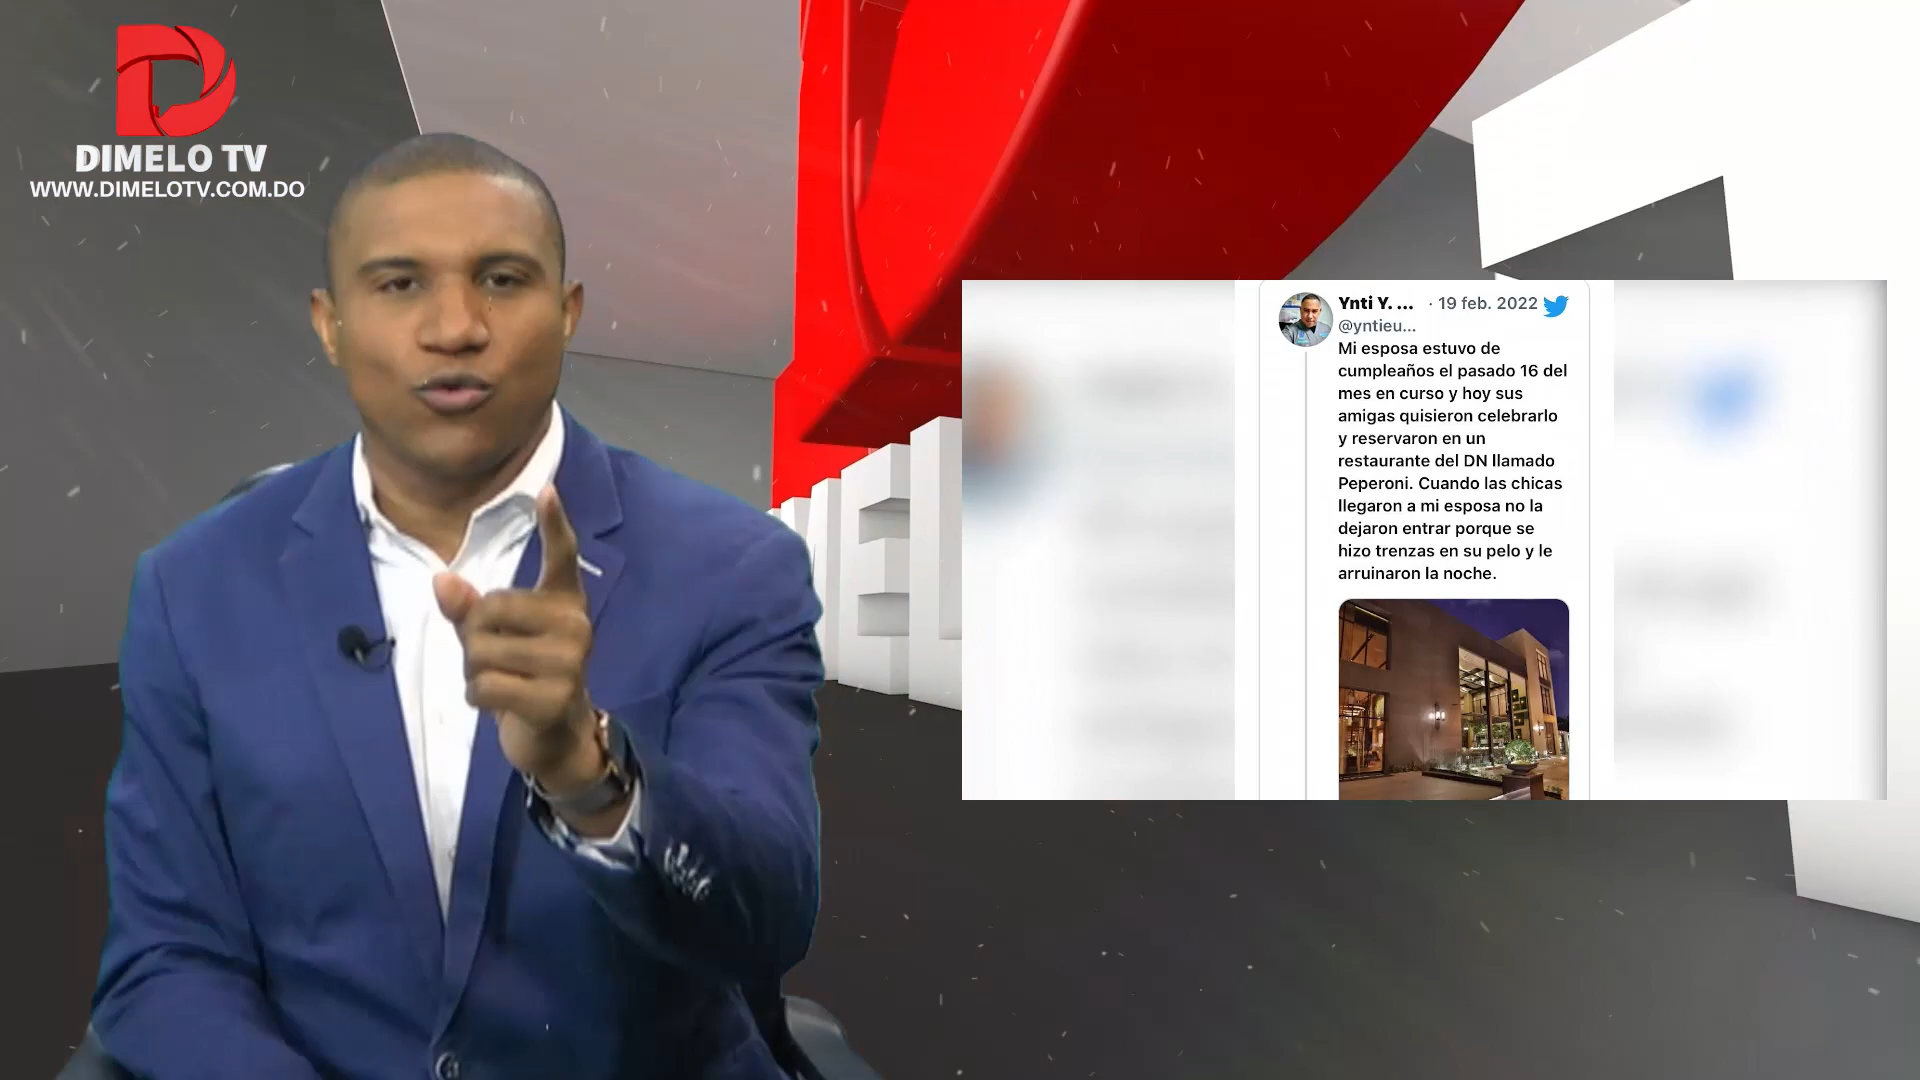 DIMELO TV
WWW.DIMELOTV.COM.DO
MEL
Ynti Y. ... · 19 feb. 2022
@yntieu...
Mi esposa estuvo de
cumpleaños el pasado 16 del
mes en curso y hoy sus
amigas quisieron celebrarlo
y reservaron en un
restaurante del DN llamado
Peperoni. Cuando las chicas
llegaron a mi esposa no la
dejaron entrar porque se
hizo trenzas en su pelo y le
arruinaron la noche.